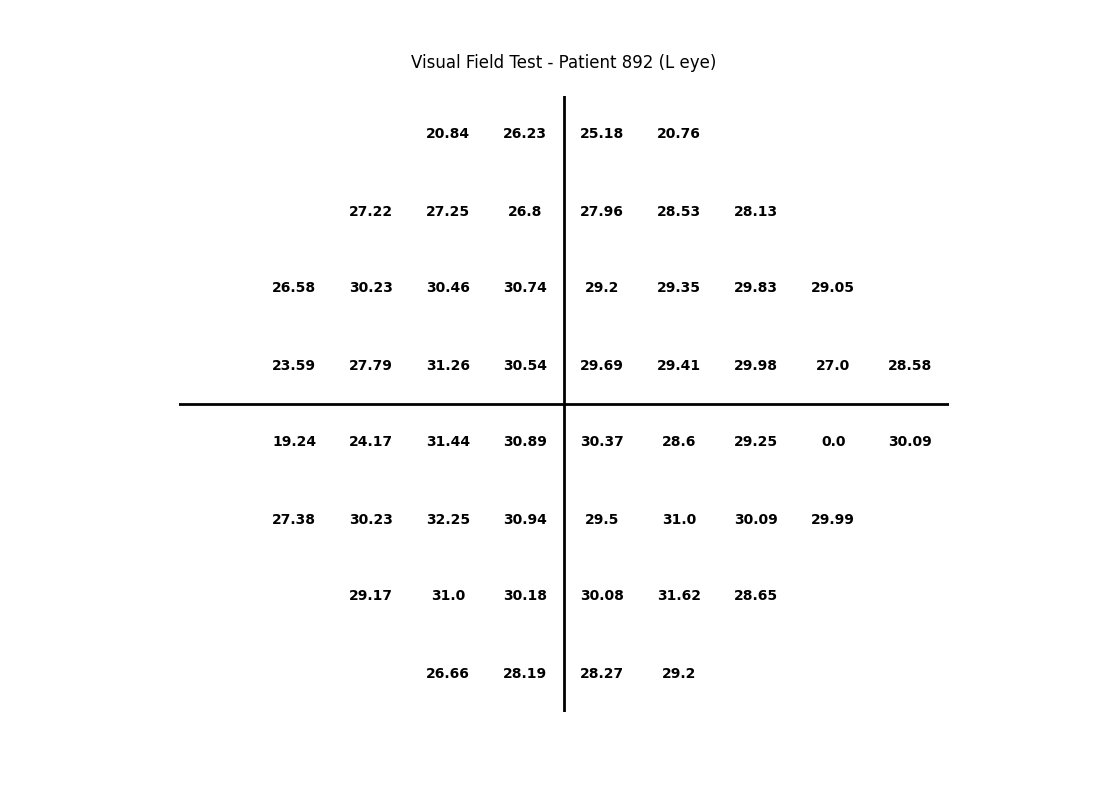 Visual Field Test - Patient 892 (L eye)
20.84 26.23 25.18 20.76
27.22 27.25 26.8 27.96 28.53 28.13
26.58 30.23 30.46 30.74 29.2 29.35 29.83 29.05
23.59 27.79 31.26 30.54 29.69 29.41 29.98 27.0 28.58
19.24 24.17 31.44 30.89 30.37 28.6 29.25 0.0 30.09
27.38 30.23 32.25 30.94 29.5 31.0 30.09 29.99
29.17 31.0 30.18 30.08 31.62 28.65
26.66 28.19 28.27 29.2